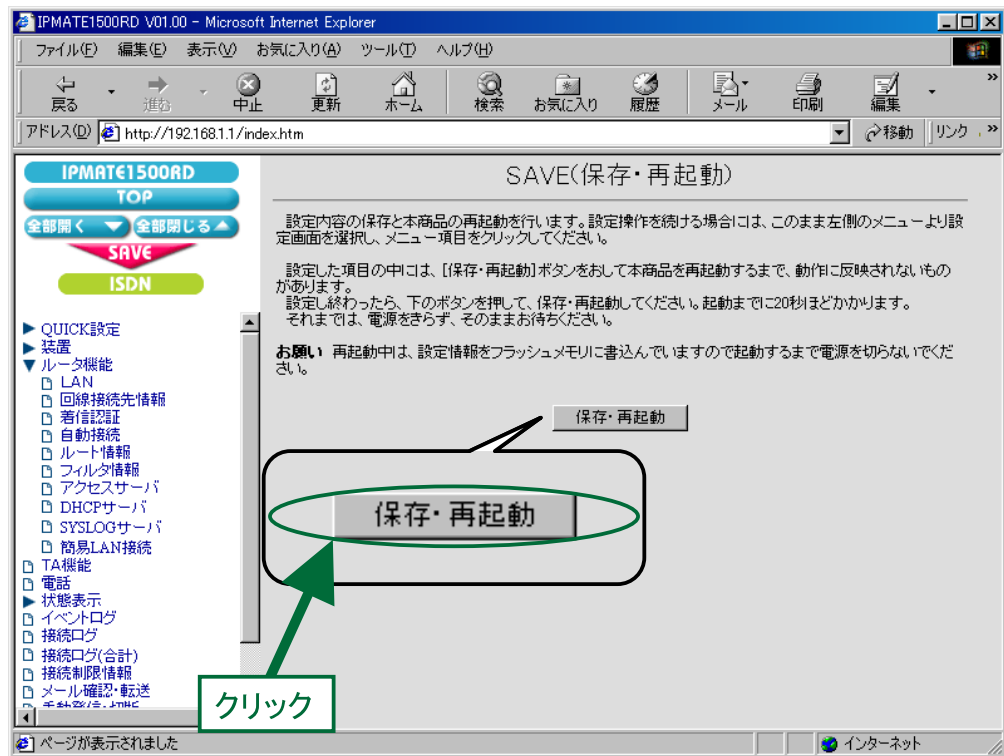 IPMATE1500RD V01.00 - Microsoft Internet Explorer
ファイル(F) 編集(E) 表示(V) お気に入り(A) ツール(T) ヘルプ(H)
戻る 進む 中止 更新 ホーム 検索 お気に入り 履歴 メール 印刷 編集 »
アドレス(D) http://192.168.1.1/index.htm 移動 リンク »
IPMATE1500RD
TOP
全部開く 全部閉じる
SAVE
ISDN
QUICK設定
装置
ルータ機能
LAN
回線接続先情報
着信認証
自動接続
ルート情報
フィルタ情報
アクセスサーバ
DHCPサーバ
SYSLOGサーバ
簡易LAN接続
TA機能
電話
状態表示
イベントログ
接続ログ
接続ログ(合計)
接続制限情報
メール確認・転送
手動発信・切断
SAVE(保存・再起動)
設定内容の保存と本商品の再起動を行います。設定操作を続ける場合には、このまま左側のメニューより設
定画面を選択し、メニュー項目をクリックしてください。
設定した項目の中には、[保存・再起動]ボタンをおして本商品を再起動するまで、動作に反映されないもの
があります。
設定し終わったら、下のボタンを押して、保存・再起動してください。起動までに20秒ほどかかります。
それまでは、電源をきらず、そのままお待ちください。
お願い 再起動中は、設定情報をフラッシュメモリに書込んでいますので起動するまで電源を切らないでくだ
さい。
保存・再起動
保存・再起動
クリック
ページが表示されました インターネット